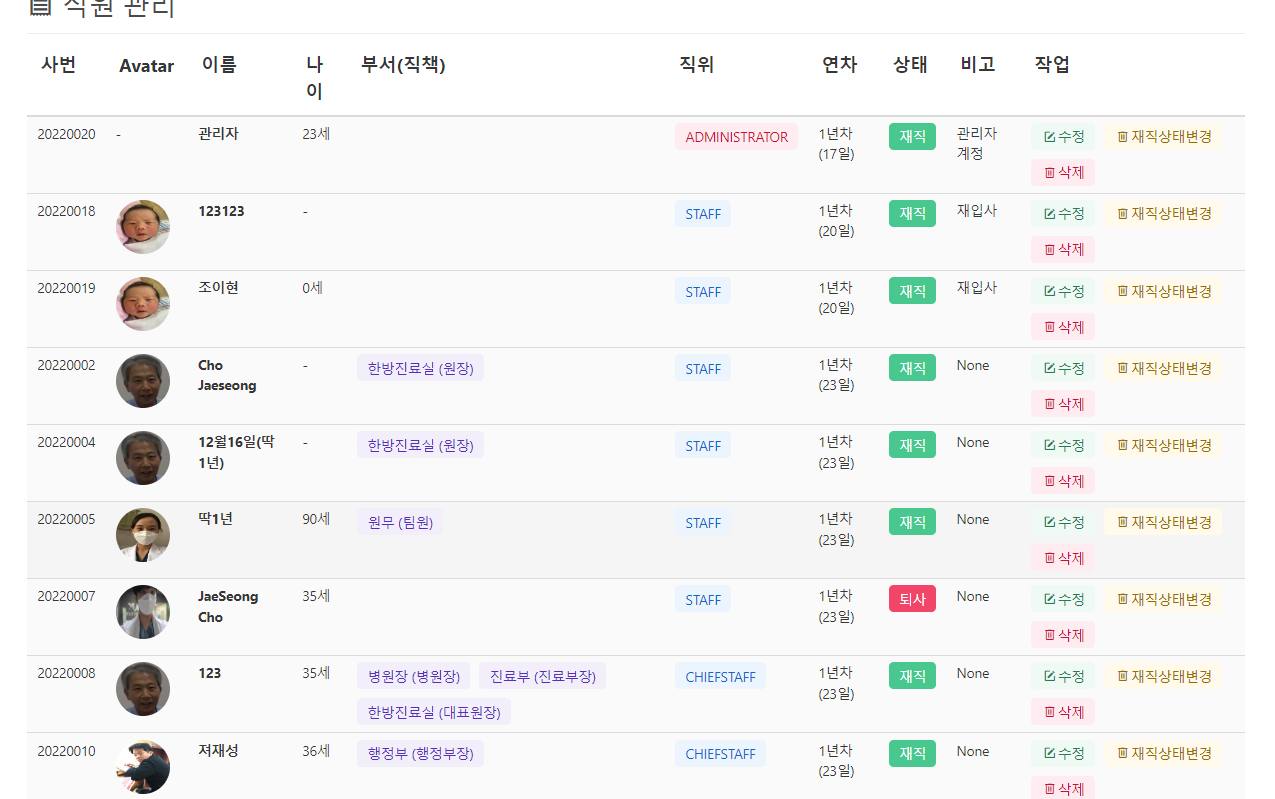 직원 관리
사번 Avatar 이름 나이 부서(직책) 직위 연차 상태 비고 작업
20220020 - 관리자 23세 ADMINISTRATOR 1년차 (17일) 재직 관리자 계정 수정 재직상태변경 삭제
20220018 123123 - STAFF 1년차 (20일) 재직 재입사 수정 재직상태변경 삭제
20220019 조이현 0세 STAFF 1년차 (20일) 재직 재입사 수정 재직상태변경 삭제
20220002 Cho Jaeseong - 한방진료실 (원장) STAFF 1년차 (23일) 재직 None 수정 재직상태변경 삭제
20220004 12월16일(딱 1년) - 한방진료실 (원장) STAFF 1년차 (23일) 재직 None 수정 재직상태변경 삭제
20220005 딱1년 90세 원무 (팀원) STAFF 1년차 (23일) 재직 None 수정 재직상태변경 삭제
20220007 JaeSeong Cho 35세 STAFF 1년차 (23일) 퇴사 None 수정 재직상태변경 삭제
20220008 123 35세 병원장 (병원장) 진료부 (진료부장) 한방진료실 (대표원장) CHIEFSTAFF 1년차 (23일) 재직 None 수정 재직상태변경 삭제
20220010 져재성 36세 행정부 (행정부장) CHIEFSTAFF 1년차 (23일) 재직 None 수정 재직상태변경 삭제